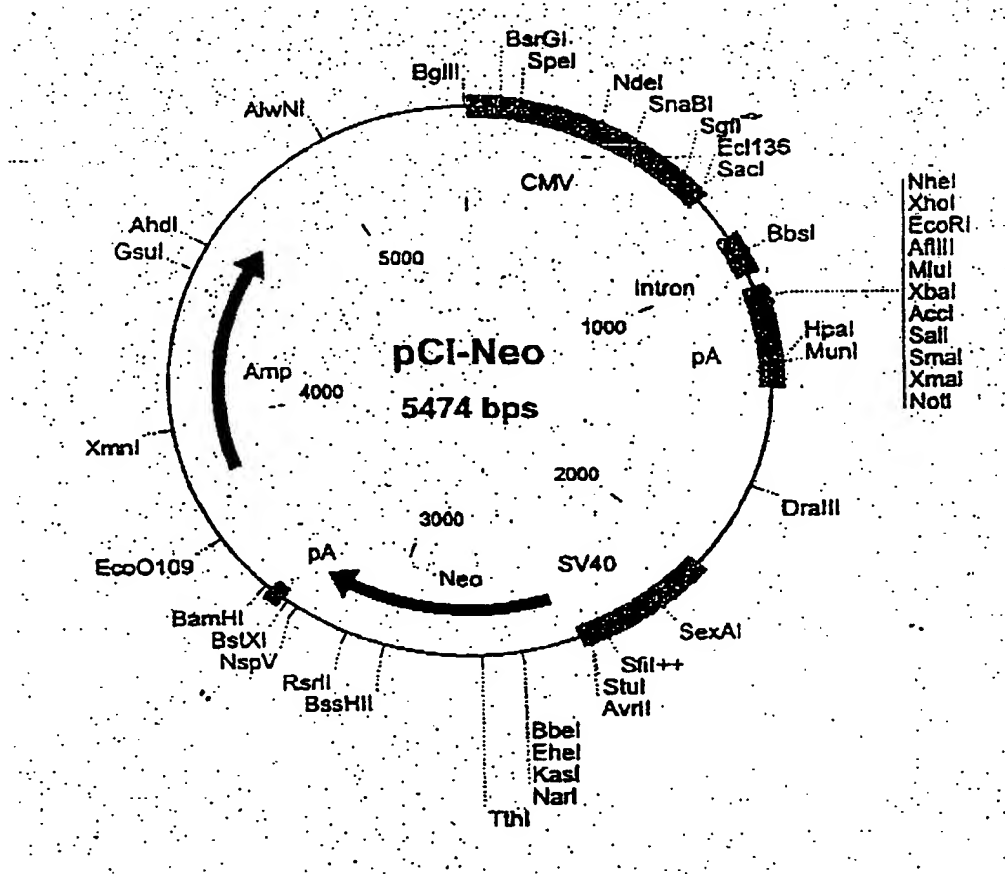 BsrGI
SpeI
BglII
NdeI
SnaBI
SgfI
Ecl136
SacI
AlwNI
CMV
NheI
XhoI
EcoRI
AflIII
MluI
XbaI
AccI
SalI
SmaI
XmaI
NotI
BbsI
AhdI
GsuI
5000
Intron
1000
HpaI
MunI
pA
pCI-Neo
5474 bps
Amp
4000
XmnI
2000
DraIII
3000
EcoO109
pA
Neo
SV40
BamHI
BstXI
NspV
SexAI
RsrII
BssHII
SfiI++
StuI
AvrII
BbeI
EheI
KasI
NarI
TthI